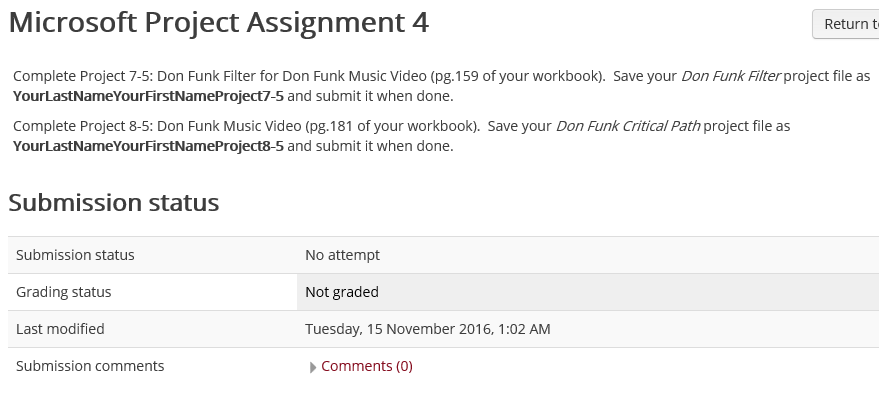 Microsoft Project Assignment 4
Return t
Complete Project 7-5: Don Funk Filter for Don Funk Music Video (pg.159 of your workbook).  Save your Don Funk Filter project file as
YourLastNameYourFirstNameProject7-5 and submit it when done.
Complete Project 8-5: Don Funk Music Video (pg.181 of your workbook).  Save your Don Funk Critical Path project file as
YourLastNameYourFirstNameProject8-5 and submit it when done.
Submission status
Submission status No attempt
Grading status Not graded
Last modified Tuesday, 15 November 2016, 1:02 AM
Submission comments Comments (0)